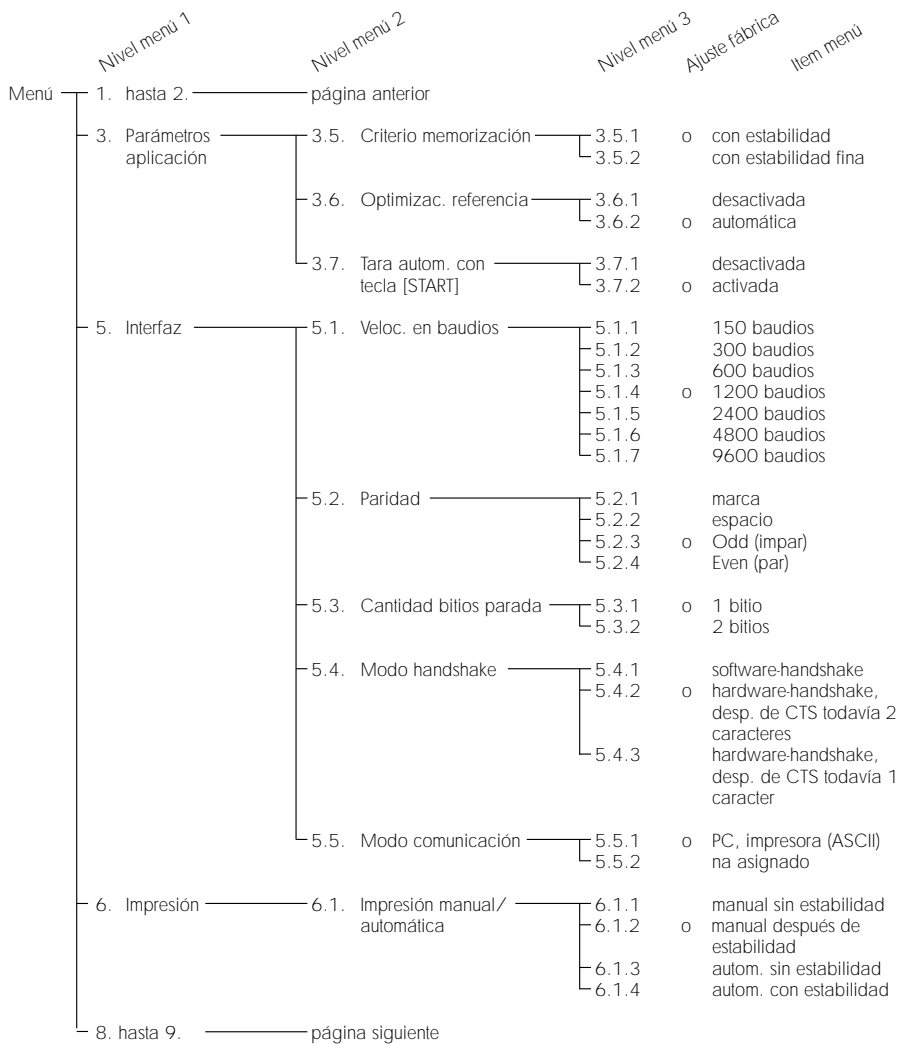 Nivel menú 1 Nivel menú 2 Nivel menú 3 Ajuste fábrica Item menú
Menú 1. hasta 2. página anterior
3. Parámetros 3.5. Criterio memorización 3.5.1 o con estabilidad
aplicación 3.5.2 con estabilidad fina
3.6. Optimizac. referencia 3.6.1 desactivada
3.6.2 o automática
3.7. Tara autom. con 3.7.1 desactivada
tecla [START] 3.7.2 o activada
5. Interfaz 5.1. Veloc. en baudios 5.1.1 150 baudios
5.1.2 300 baudios
5.1.3 600 baudios
5.1.4 o 1200 baudios
5.1.5 2400 baudios
5.1.6 4800 baudios
5.1.7 9600 baudios
5.2. Paridad 5.2.1 marca
5.2.2 espacio
5.2.3 o Odd (impar)
5.2.4 Even (par)
5.3. Cantidad bitios parada 5.3.1 o 1 bitio
5.3.2 2 bitios
5.4. Modo handshake 5.4.1 software-handshake
5.4.2 o hardware-handshake,
desp. de CTS todavía 2
caracteres
5.4.3 hardware-handshake,
desp. de CTS todavía 1
caracter
5.5. Modo comunicación 5.5.1 o PC, impresora (ASCII)
5.5.2 na asignado
6. Impresión 6.1. Impresión manual/ 6.1.1 manual sin estabilidad
automática 6.1.2 o manual después de
estabilidad
6.1.3 autom. sin estabilidad
6.1.4 autom. con estabilidad
8. hasta 9. página siguiente